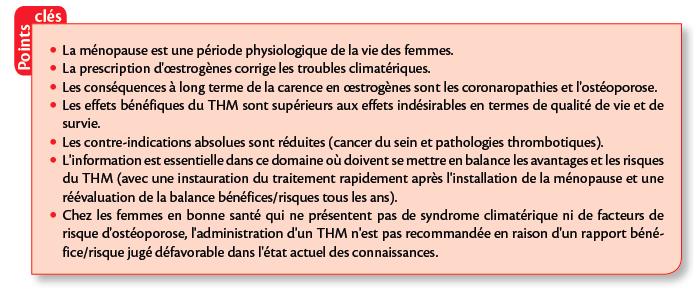 Points clés
• La ménopause est une période physiologique de la vie des femmes.
• La prescription d'œstrogènes corrige les troubles climatériques.
• Les conséquences à long terme de la carence en œstrogènes sont les coronaropathies et l'ostéoporose.
• Les effets bénéfiques du THM sont supérieurs aux effets indésirables en termes de qualité de vie et de
survie.
• Les contre-indications absolues sont réduites (cancer du sein et pathologies thrombotiques).
• L'information est essentielle dans ce domaine où doivent se mettre en balance les avantages et les risques
du THM (avec une instauration du traitement rapidement après l'installation de la ménopause et une
réévaluation de la balance bénéfices/risques tous les ans).
• Chez les femmes en bonne santé qui ne présentent pas de syndrome climatérique ni de facteurs de
risque d'ostéoporose, l'administration d'un THM n'est pas recommandée en raison d'un rapport béné-
fice/risque jugé défavorable dans l'état actuel des connaissances.